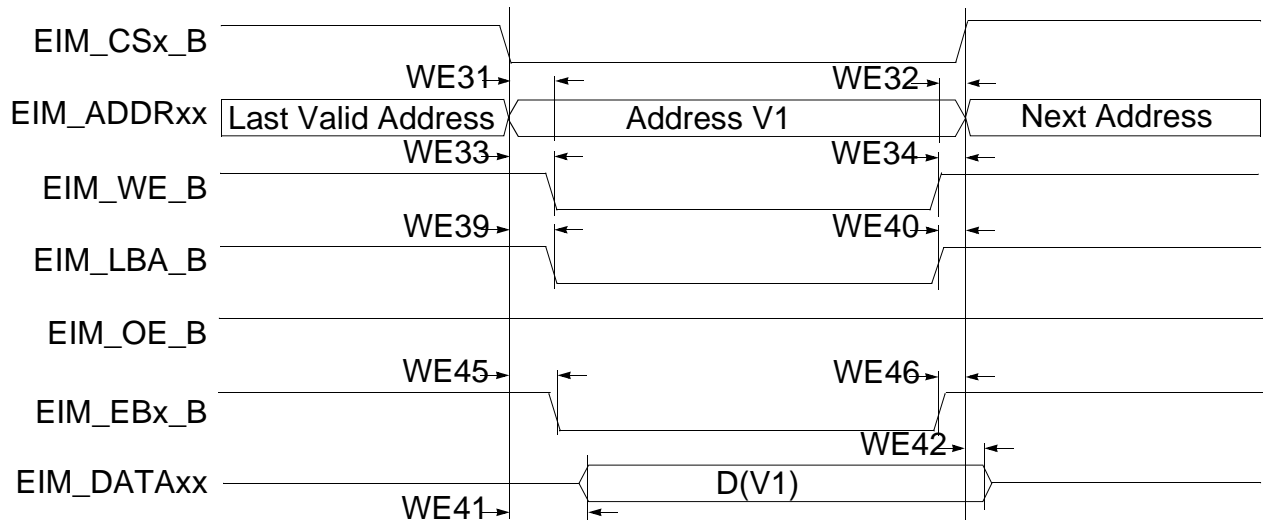 EIM_CSx_B
WE31 WE32
EIM_ADDRxx Last Valid Address Address V1 Next Address
WE33 WE34
EIM_WE_B
WE39 WE40
EIM_LBA_B
EIM_OE_B
WE45 WE46
EIM_EBx_B
WE42
EIM_DATAxx D(V1)
WE41